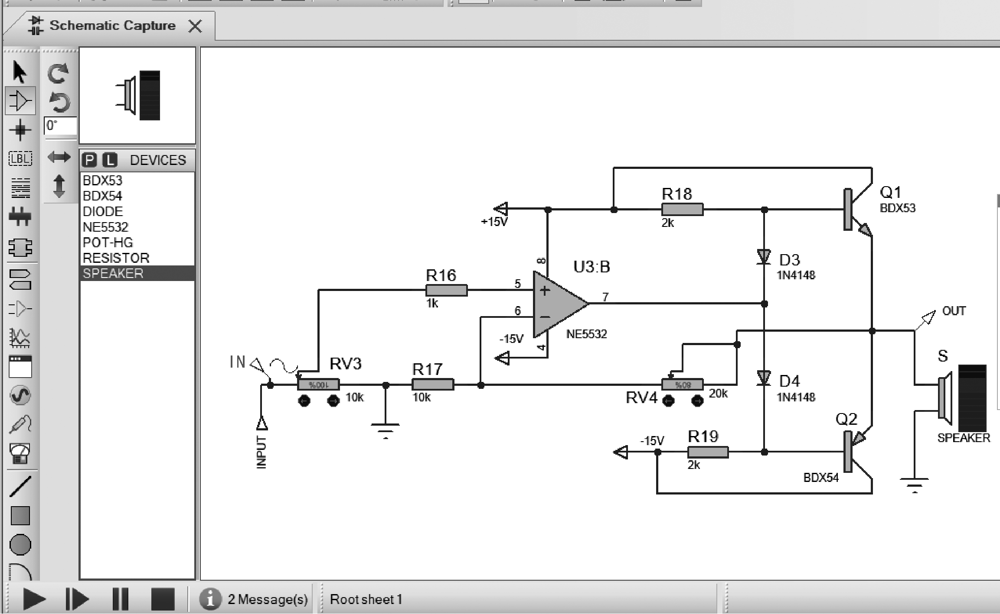 Schematic Capture
0°
LBL
P L DEVICES
BDX53
BDX54
DIODE
NE5532
POT-HG
RESISTOR
SPEAKER
R18
2k
+15V
Q1
BDX53
D3
1N4148
U3:B
8
R16
1k
5
6
7
+
−
NE5532
-15V
4
OUT
IN
RV3
100%
10k
R17
10k
RV4
80%
20k
D4
1N4148
S
SPEAKER
INPUT
Q2
BDX54
-15V
R19
2k
2 Message(s)
Root sheet 1